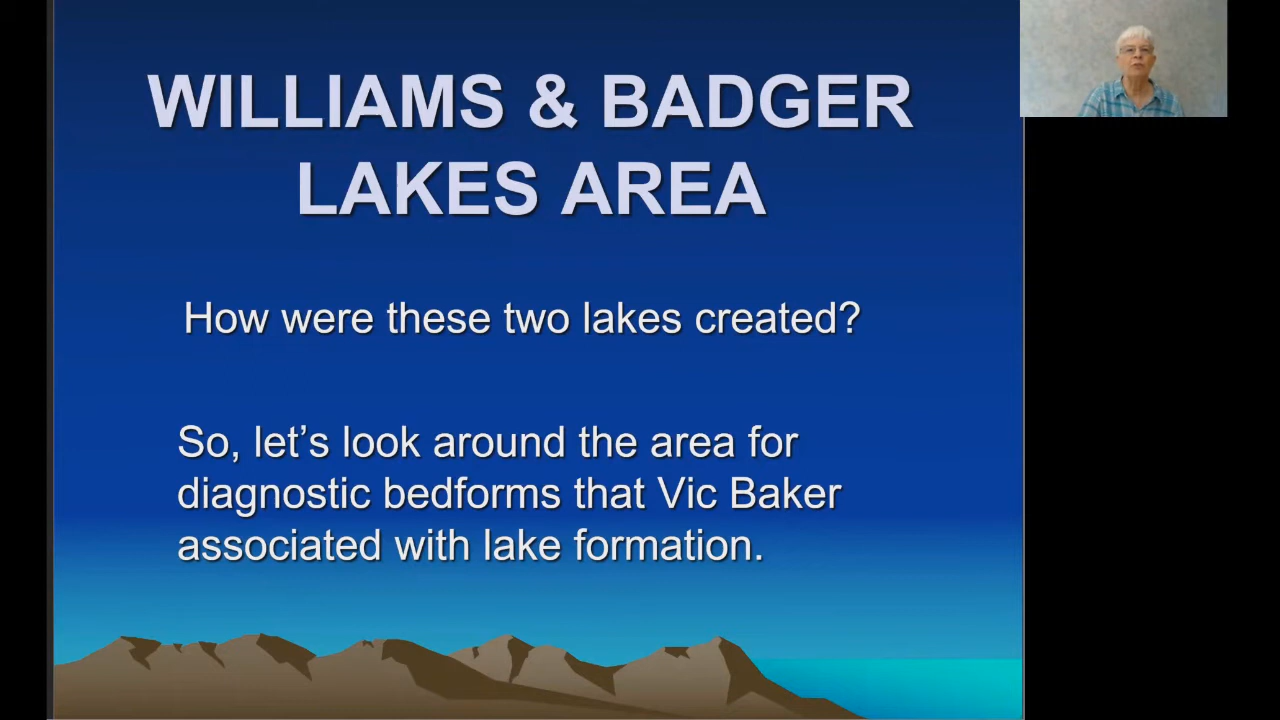 WILLIAMS & BADGER
LAKES AREA
How were these two lakes created?
So, let’s look around the area for
diagnostic bedforms that Vic Baker
associated with lake formation.